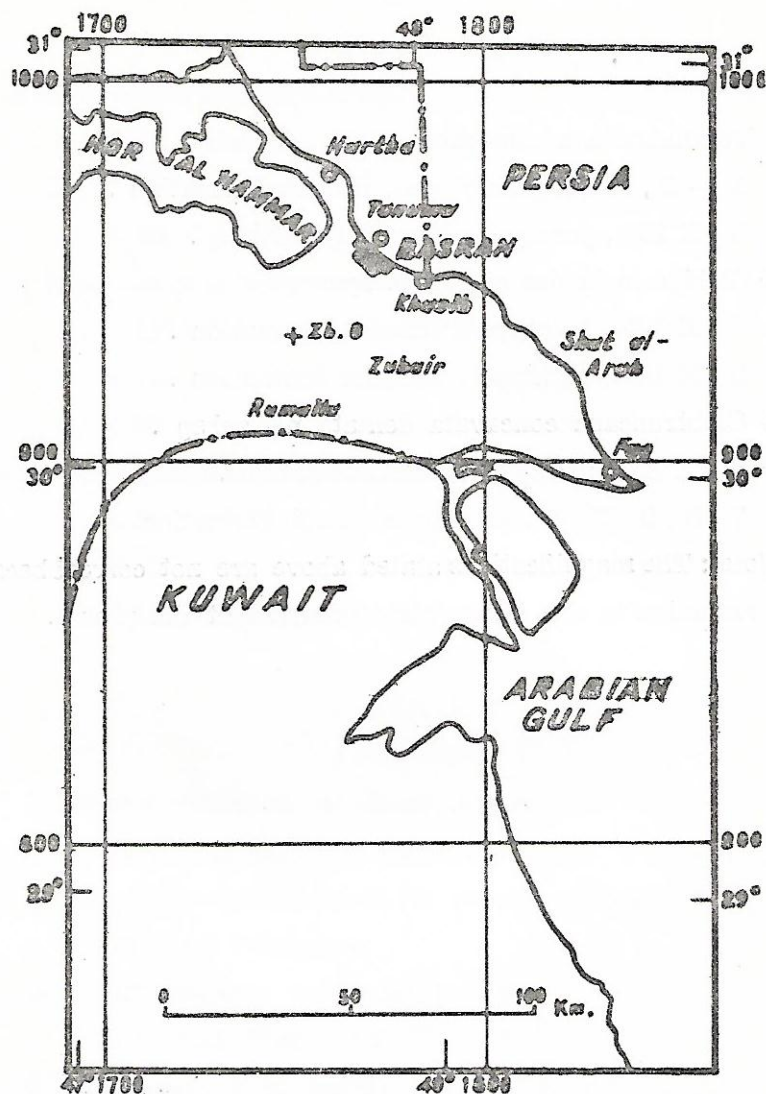 1700 48° 1800
31° 31°
1000 1000
Hartha
HOR AL HAMMAR
PERSIA
Tanuma
BASRAH
Khasib
+ Zb. 0
Shat al-
Arab
Zubair
Rumaila
900 900
Faw
30° 30°
KUWAIT
ARABIAN
GULF
800 800
29° 29°
0 50 100
Km.
47° 1700 48° 1800